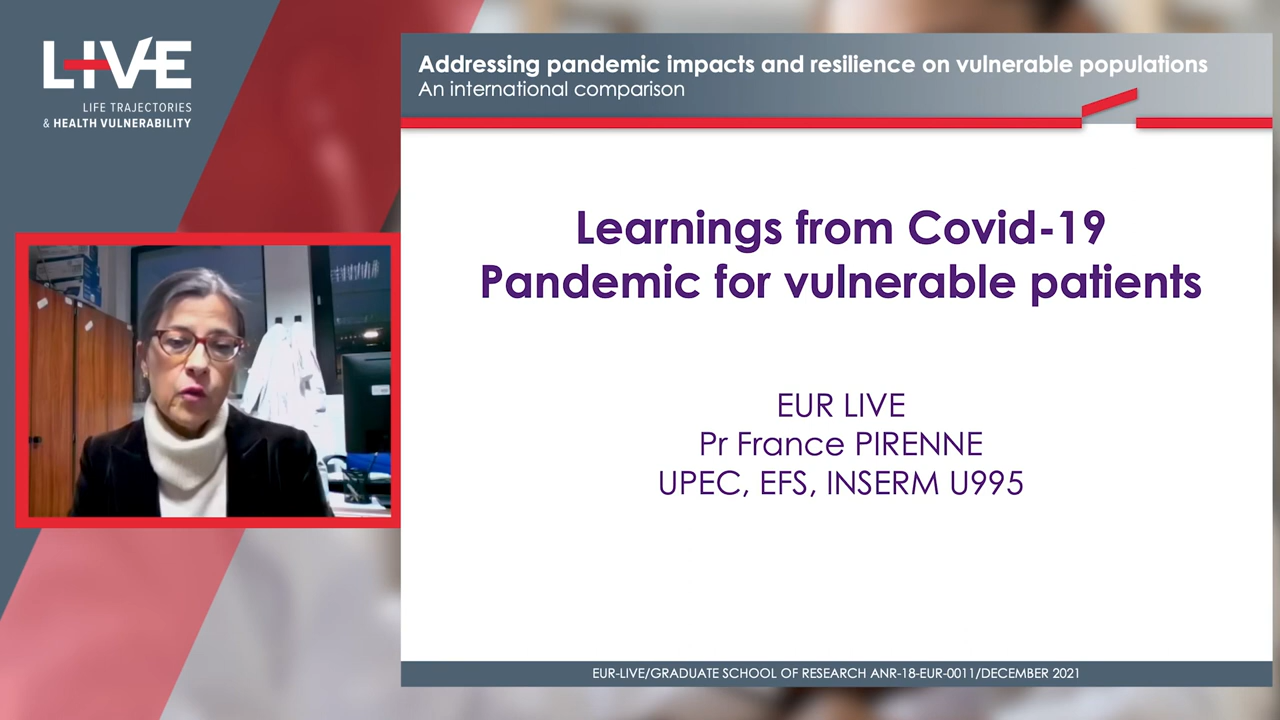 LIVE
LIFE TRAJECTORIES
& HEALTH VULNERABILITY
Addressing pandemic impacts and resilience on vulnerable populations
An international comparison
Learnings from Covid-19
Pandemic for vulnerable patients
EUR LIVE
Pr France PIRENNE
UPEC, EFS, INSERM U995
EUR-LIVE/GRADUATE SCHOOL OF RESEARCH ANR-18-EUR-0011/DECEMBER 2021